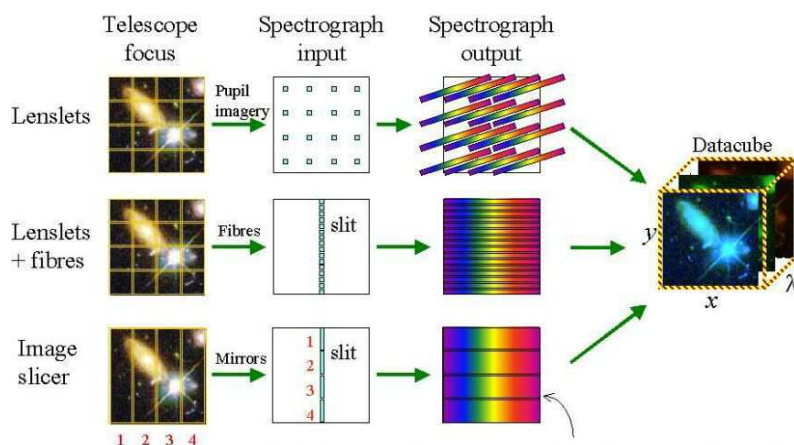 Telescope
focus
Spectrograph
input
Spectrograph
output
Lenslets
Pupil
imagery
Datacube
Lenslets
+ fibres
Fibres
slit
y
x
λ
Image
slicer
Mirrors
1
2
3
4
slit
1 2 3 4